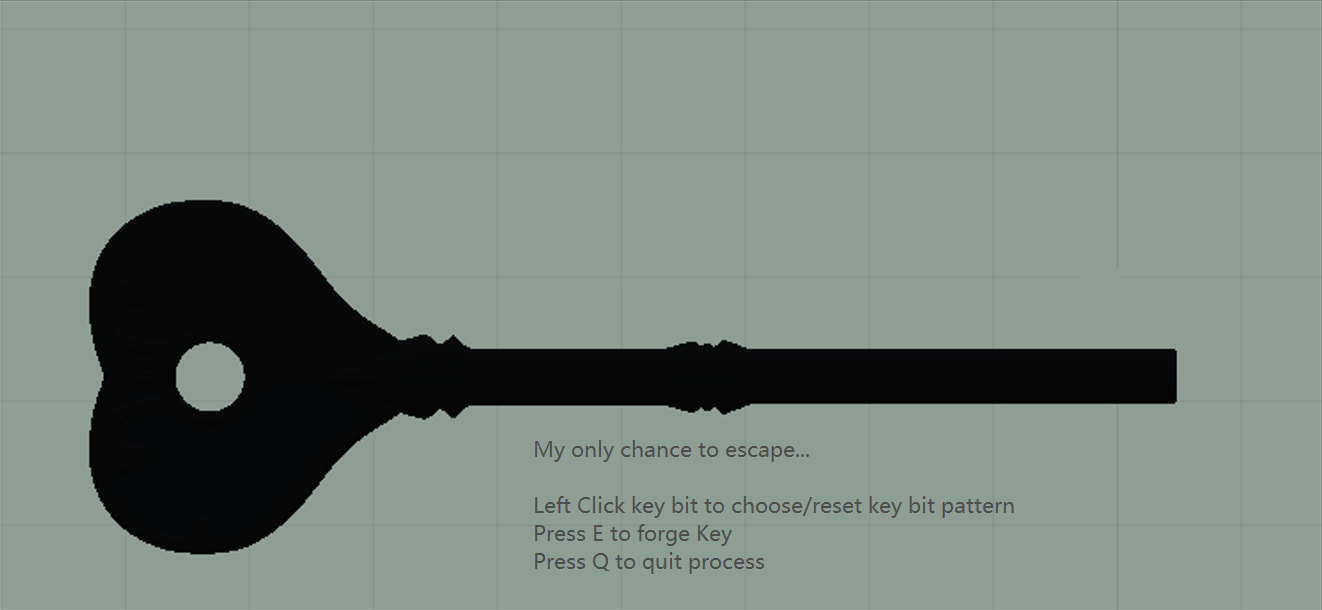 My only chance to escape...
Left Click key bit to choose/reset key bit pattern
Press E to forge Key
Press Q to quit process